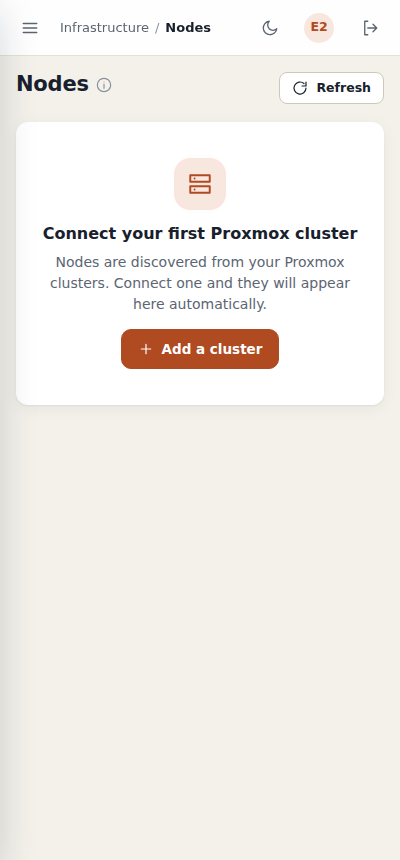 Infrastructure / Nodes
E2
Nodes
Refresh
Connect your first Proxmox cluster
Nodes are discovered from your Proxmox
clusters. Connect one and they will appear
here automatically.
Add a cluster